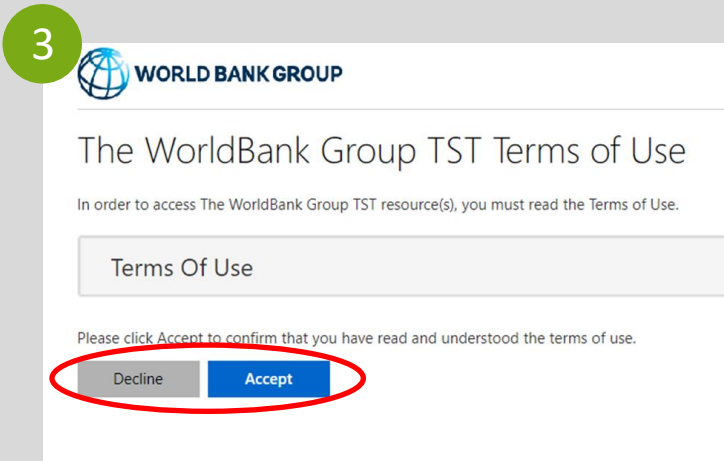 3
WORLD BANK GROUP
The WorldBank Group TST Terms of Use
In order to access The WorldBank Group TST resource(s), you must read the Terms of Use.
Terms Of Use
Please click Accept to confirm that you have read and understood the terms of use.
Decline Accept